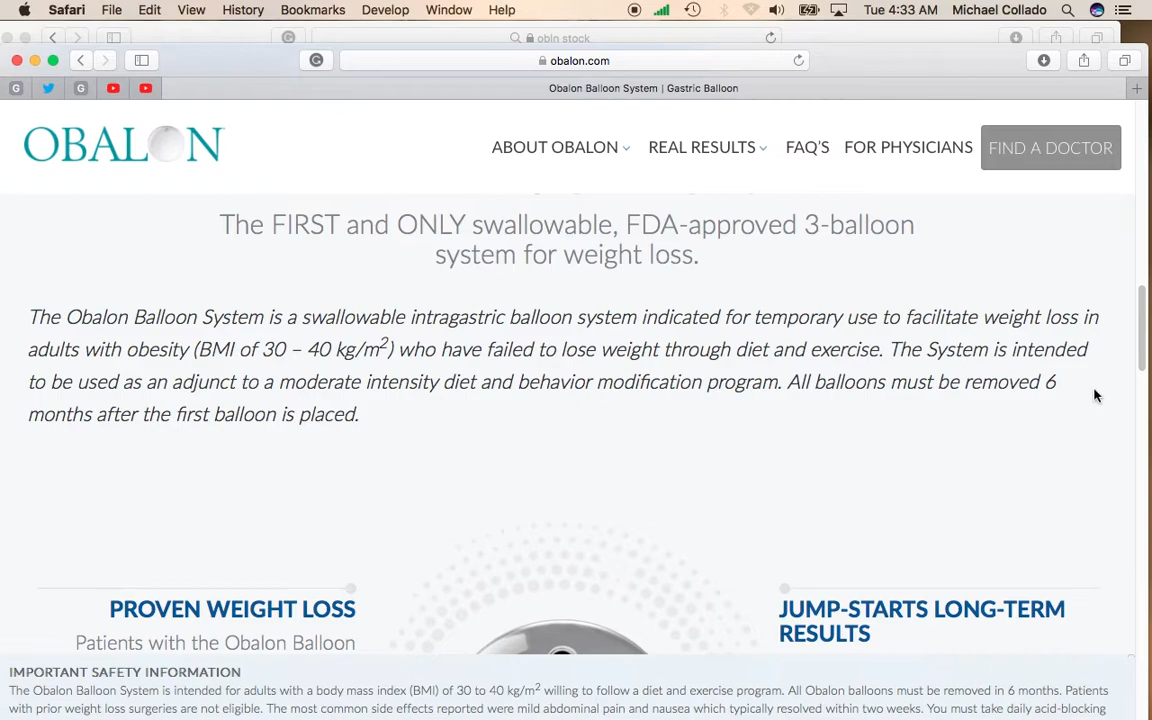 Safari File Edit View History Bookmarks Develop Window Help Tue 4:33 AM Michael Collado
obln stock
obalon.com
Obalon Balloon System | Gastric Balloon
OBALON
ABOUT OBALON REAL RESULTS FAQ'S FOR PHYSICIANS FIND A DOCTOR
The FIRST and ONLY swallowable, FDA-approved 3-balloon
system for weight loss.
The Obalon Balloon System is a swallowable intragastric balloon system indicated for temporary use to facilitate weight loss in
adults with obesity (BMI of 30 – 40 kg/m2) who have failed to lose weight through diet and exercise. The System is intended
to be used as an adjunct to a moderate intensity diet and behavior modification program. All balloons must be removed 6
months after the first balloon is placed.
PROVEN WEIGHT LOSS
Patients with the Obalon Balloon
JUMP-STARTS LONG-TERM
RESULTS
IMPORTANT SAFETY INFORMATION
The Obalon Balloon System is intended for adults with a body mass index (BMI) of 30 to 40 kg/m2 willing to follow a diet and exercise program. All Obalon balloons must be removed in 6 months. Patients
with prior weight loss surgeries are not eligible. The most common side effects reported were mild abdominal pain and nausea which typically resolved within two weeks. You must take daily acid-blocking